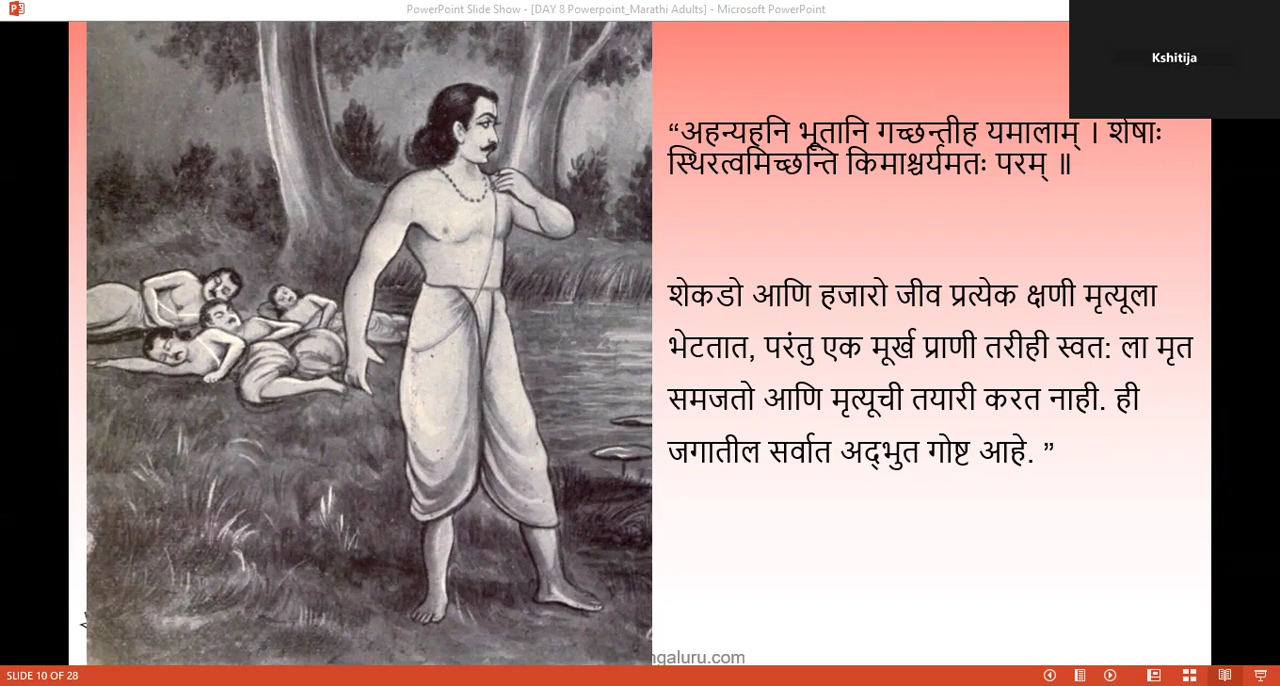 PowerPoint Slide Show - [DAY 8 Powerpoint_Marathi Adults] - Microsoft PowerPoint
Kshitija
“अहन्यहनि भूतानि गच्छन्तीह यमालाम् । शेषाः
स्थिरत्वमिच्छन्ति किमाश्चर्यमतः परम् ॥
शेकडो आणि हजारो जीव प्रत्येक क्षणी मृत्यूला
भेटतात, परंतु एक मूर्ख प्राणी तरीही स्वत: ला मृत
समजतो आणि मृत्यूची तयारी करत नाही. ही
जगातील सर्वात अद्भुत गोष्ट आहे. ”
ngaluru.com
SLIDE 10 OF 28